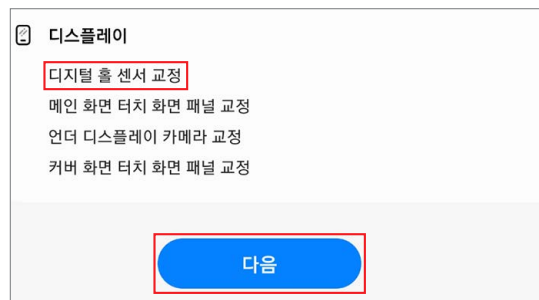 디스플레이
디지털 홀 센서 교정
메인 화면 터치 화면 패널 교정
언더 디스플레이 카메라 교정
커버 화면 터치 화면 패널 교정
다음